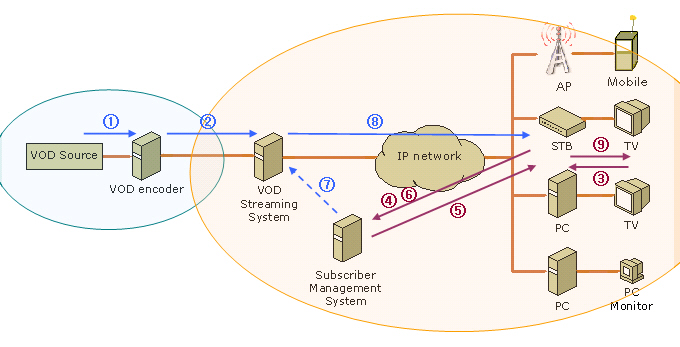 ①
②
⑧
VOD Source
VOD encoder
VOD
Streaming
System
IP network
AP
Mobile
STB
TV
⑨
③
④
⑥
⑤
⑦
PC
TV
Subscriber
Management
System
PC
PC
Monitor